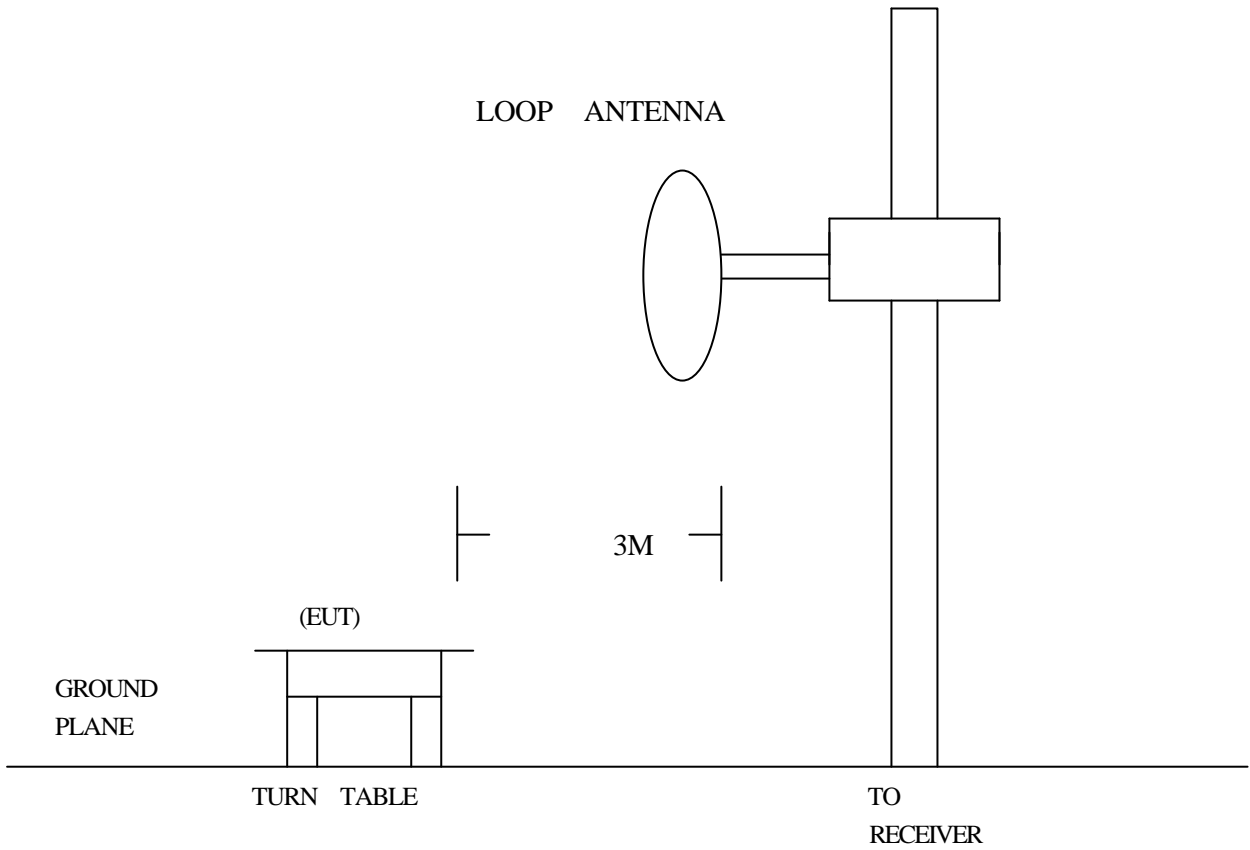 LOOP ANTENNA
3M
(EUT)
GROUND
PLANE
TURN TABLE
TO
RECEIVER